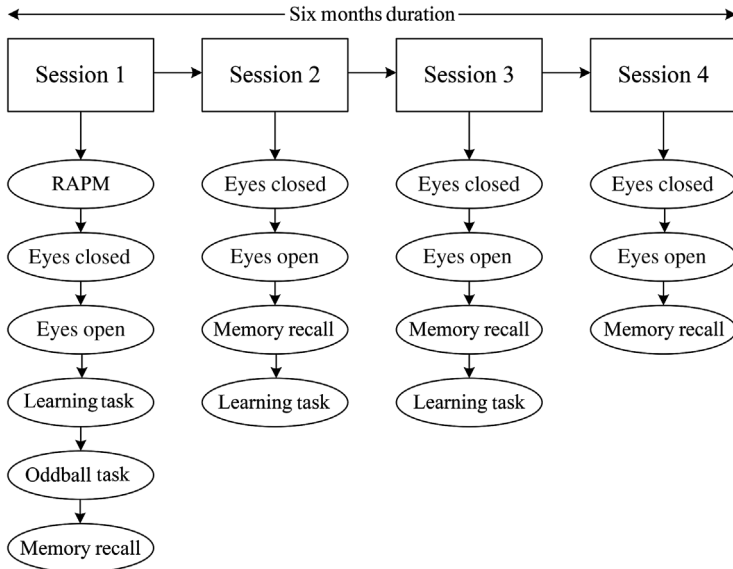 Six months duration
Session 1
Session 2
Session 3
Session 4
RAPM
Eyes closed
Eyes closed
Eyes closed
Eyes closed
Eyes open
Eyes open
Eyes open
Eyes open
Memory recall
Memory recall
Memory recall
Learning task
Learning task
Learning task
Oddball task
Memory recall